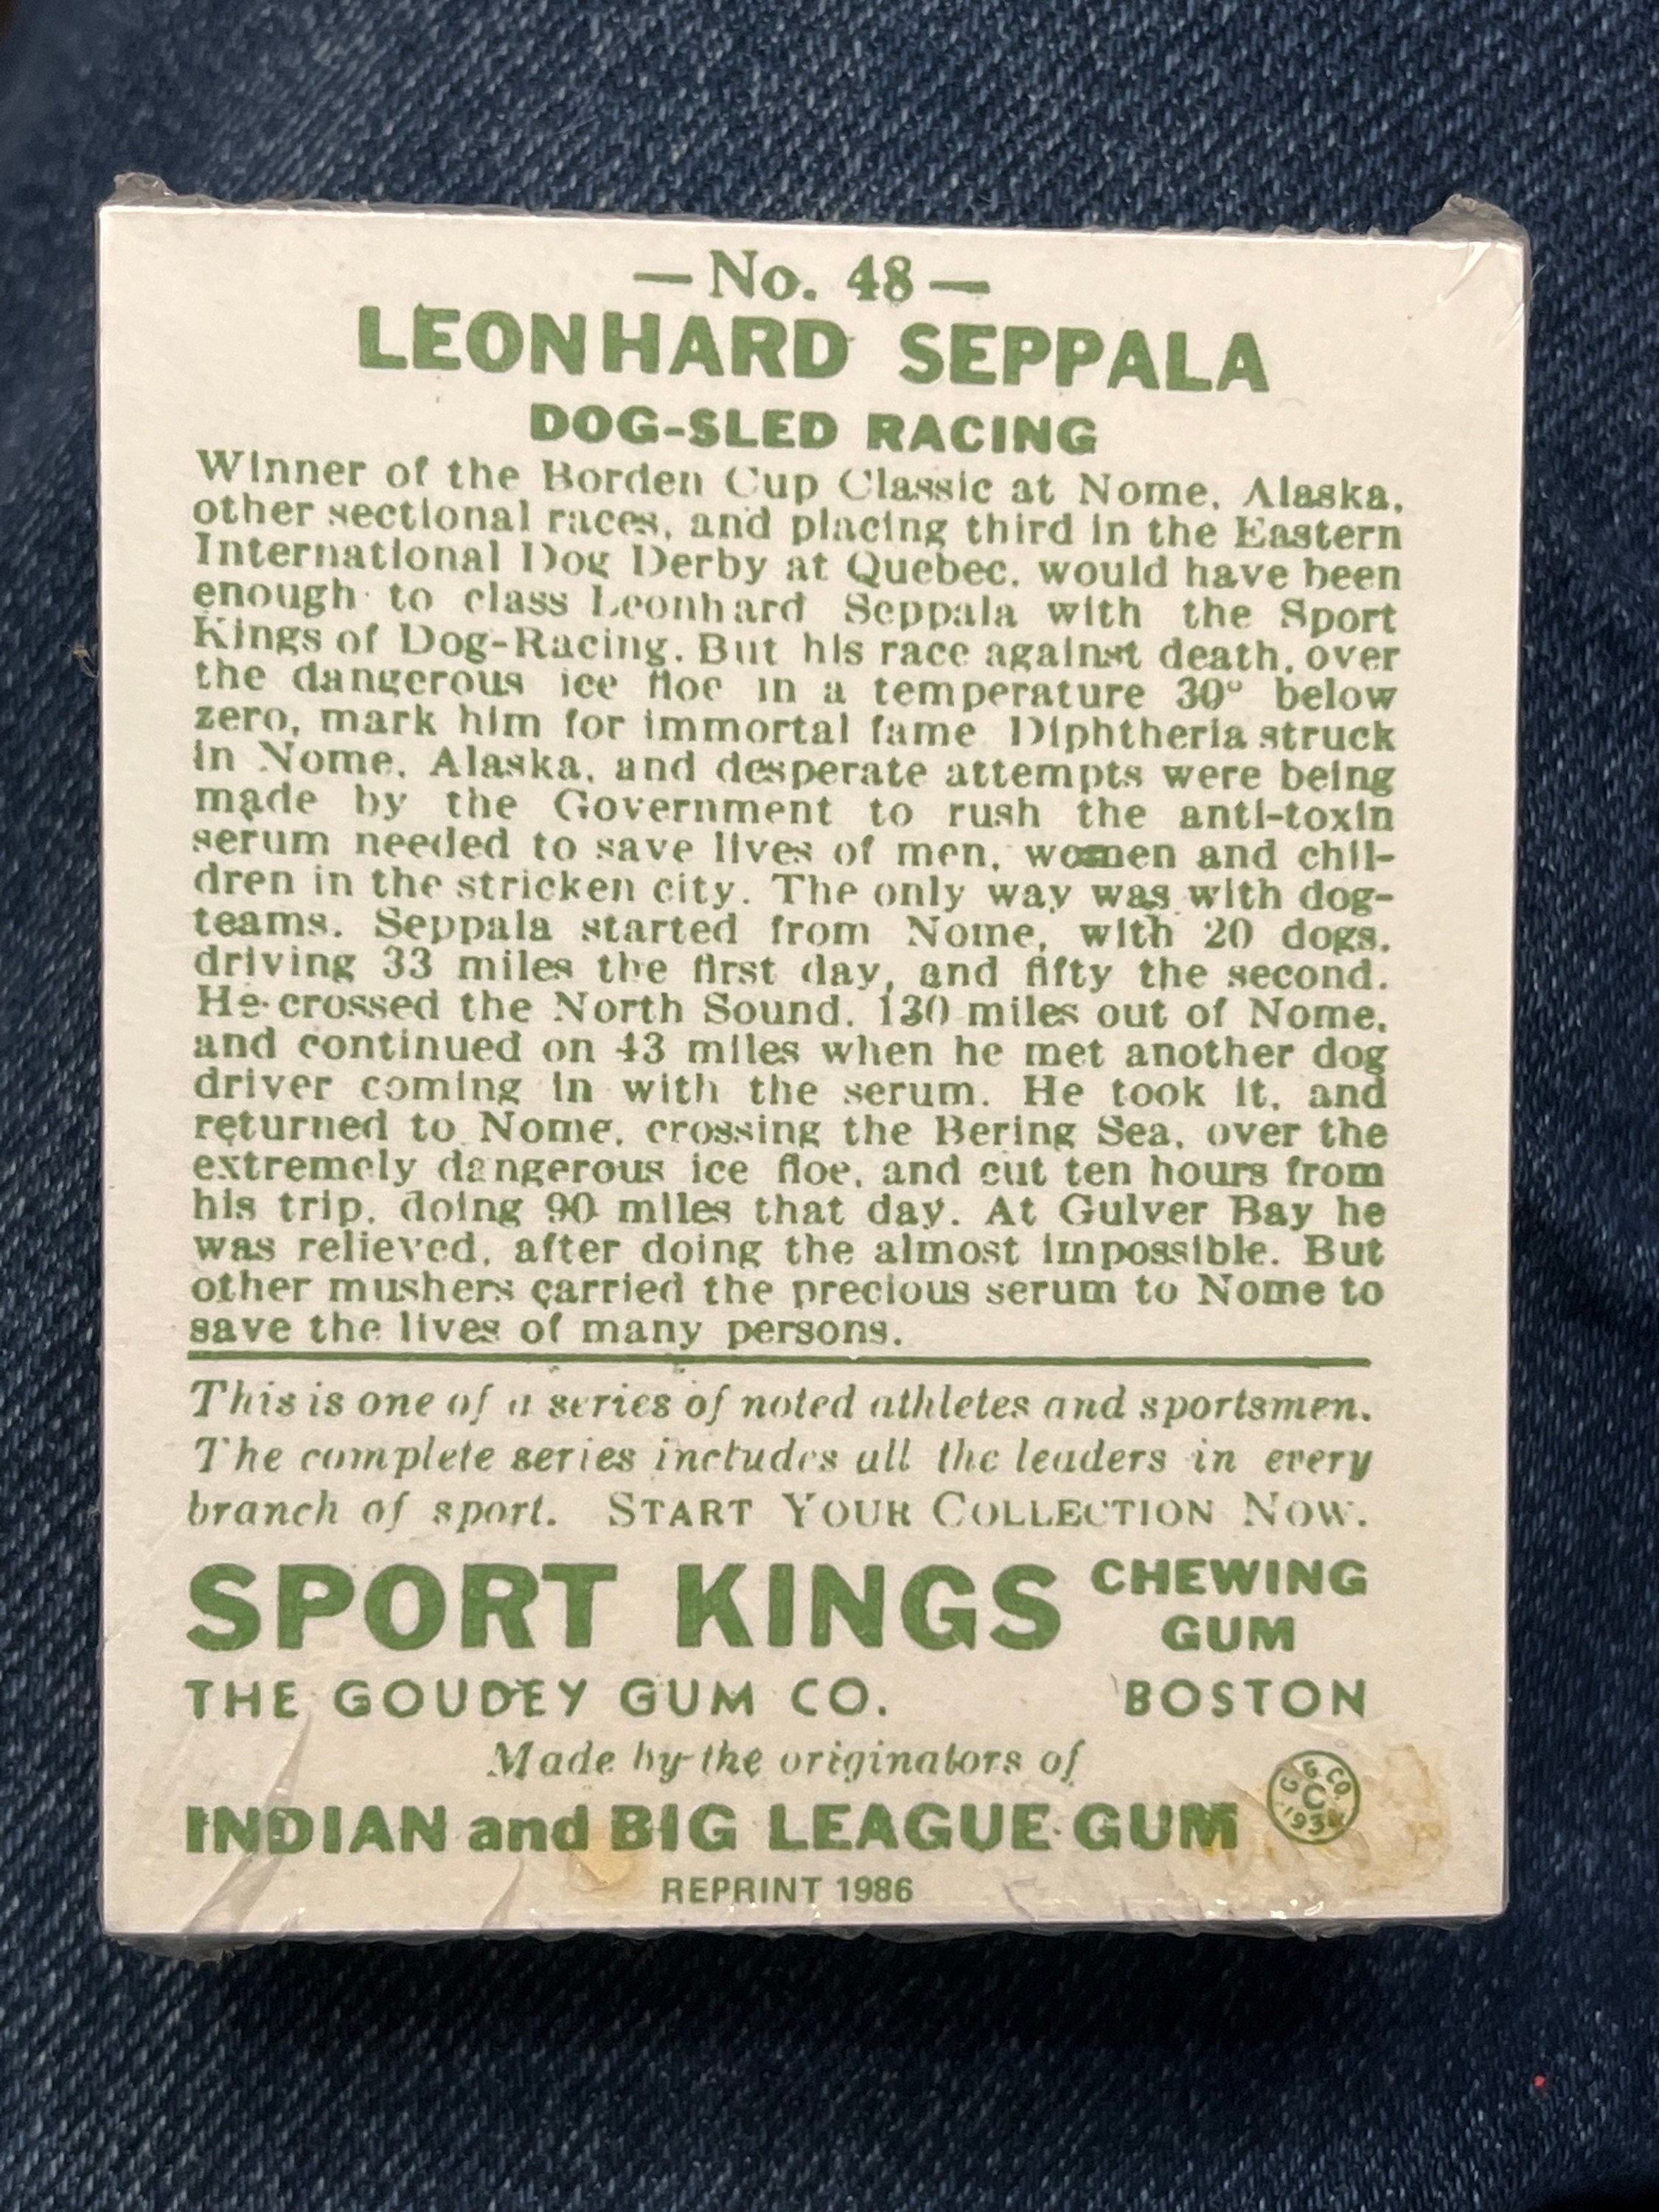 — No. 48 —
LEONHARD SEPPALA
DOG-SLED RACING
Winner of the Borden Cup Classic at Nome, Alaska,
other sectional races, and placing third in the Eastern
International Dog Derby at Quebec, would have been
enough to class Leonhard Seppala with the Sport
Kings of Dog-Racing. But his race against death, over
the dangerous ice floe in a temperature 30° below
zero, mark him for immortal fame. Diphtheria struck
in Nome, Alaska, and desperate attempts were being
made by the Government to rush the anti-toxin
serum needed to save lives of men, women and chil-
dren in the stricken city. The only way was with dog-
teams. Seppala started from Nome, with 20 dogs,
driving 33 miles the first day, and fifty the second.
He crossed the North Sound, 130 miles out of Nome,
and continued on 43 miles when he met another dog
driver coming in with the serum. He took it, and
returned to Nome, crossing the Bering Sea, over the
extremely dangerous ice floe, and cut ten hours from
his trip, doing 90 miles that day. At Gulver Bay he
was relieved, after doing the almost impossible. But
other mushers carried the precious serum to Nome to
save the lives of many persons.
This is one of a series of noted athletes and sportsmen.
The complete series includes all the leaders in every
branch of sport. START YOUR COLLECTION NOW.
SPORT KINGS CHEWING GUM
THE GOUDEY GUM CO. BOSTON
Made by the originators of
INDIAN and BIG LEAGUE GUM
G. G. CO. C 1934
REPRINT 1986